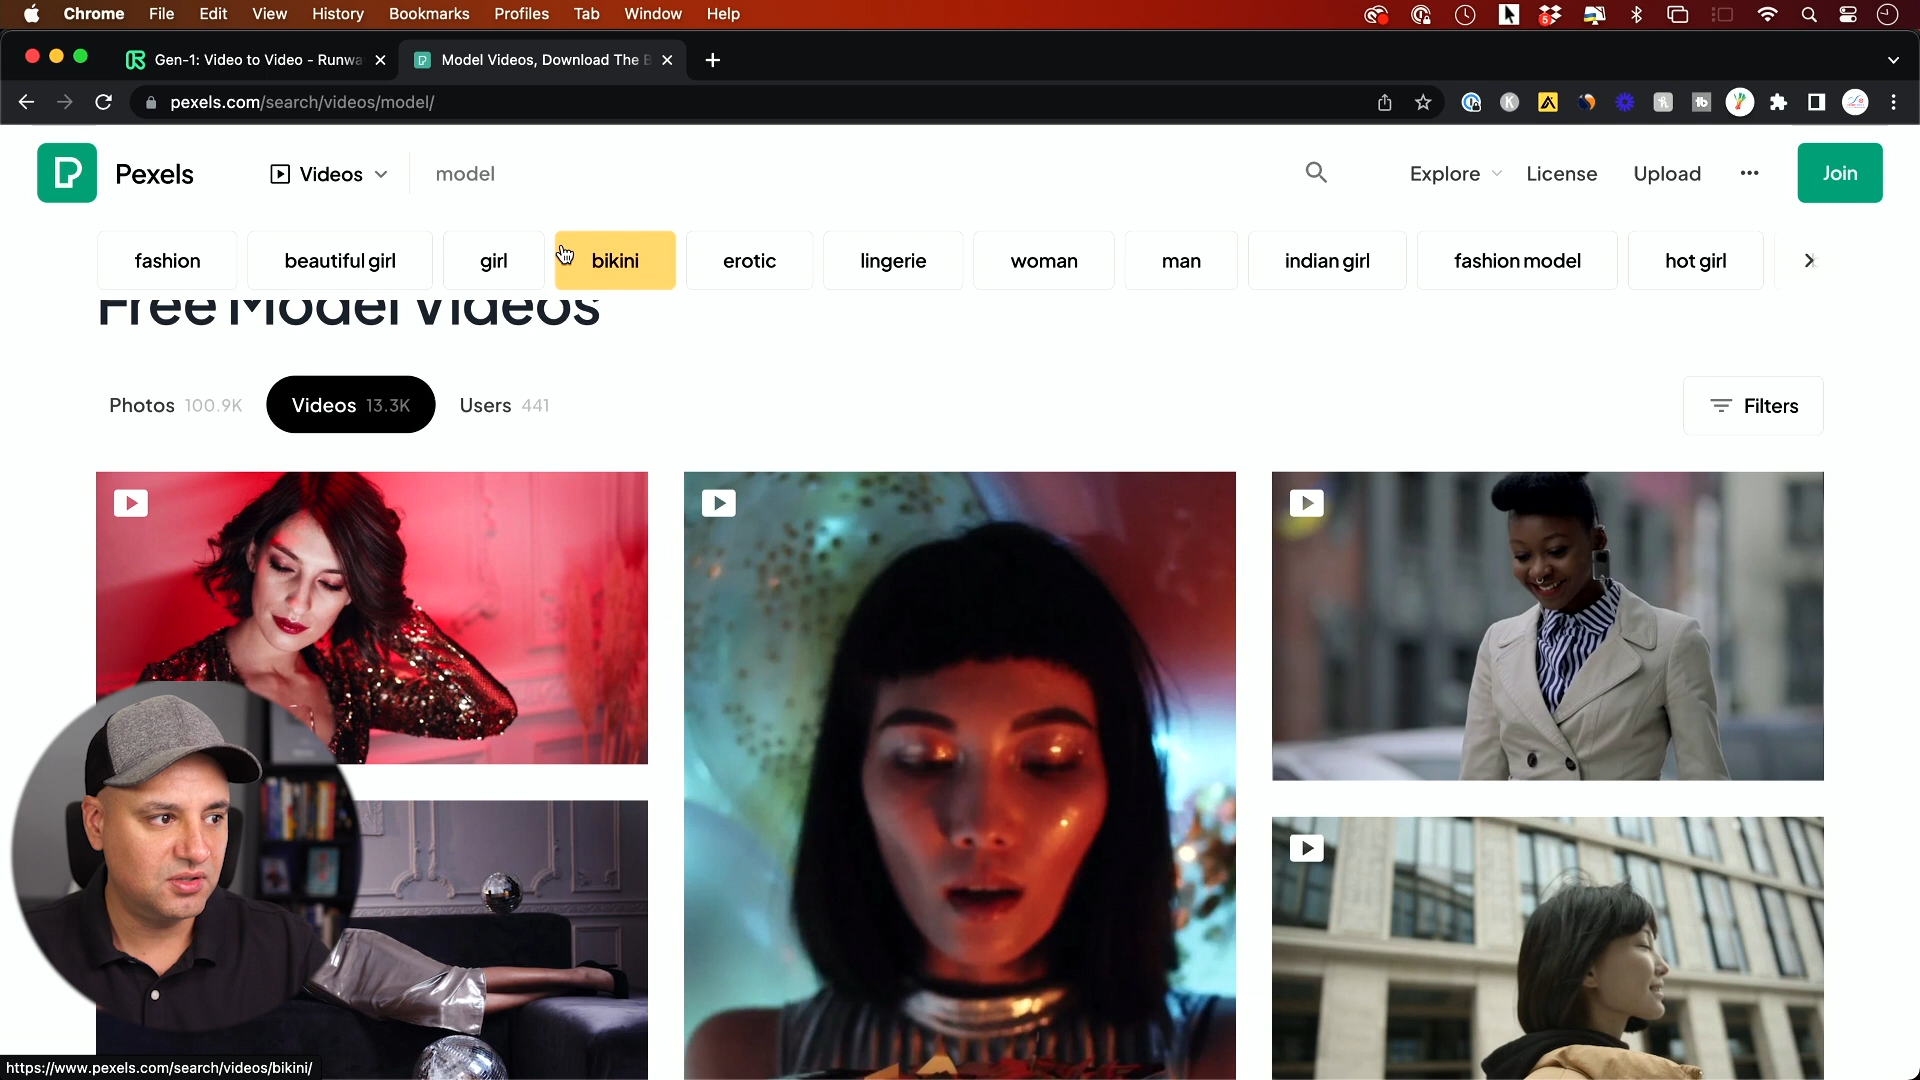 Chrome File Edit View History Bookmarks Profiles Tab Window Help
5
Gen-1: Video to Video - Runwa
Model Videos, Download The B
pexels.com/search/videos/model/
Pexels Videos model Explore License Upload ••• Join
fashion beautiful girl girl bikini erotic lingerie woman man indian girl fashion model hot girl
Free Model Videos
Photos 100.9K Videos 13.3K Users 441 Filters
https://www.pexels.com/search/videos/bikini/